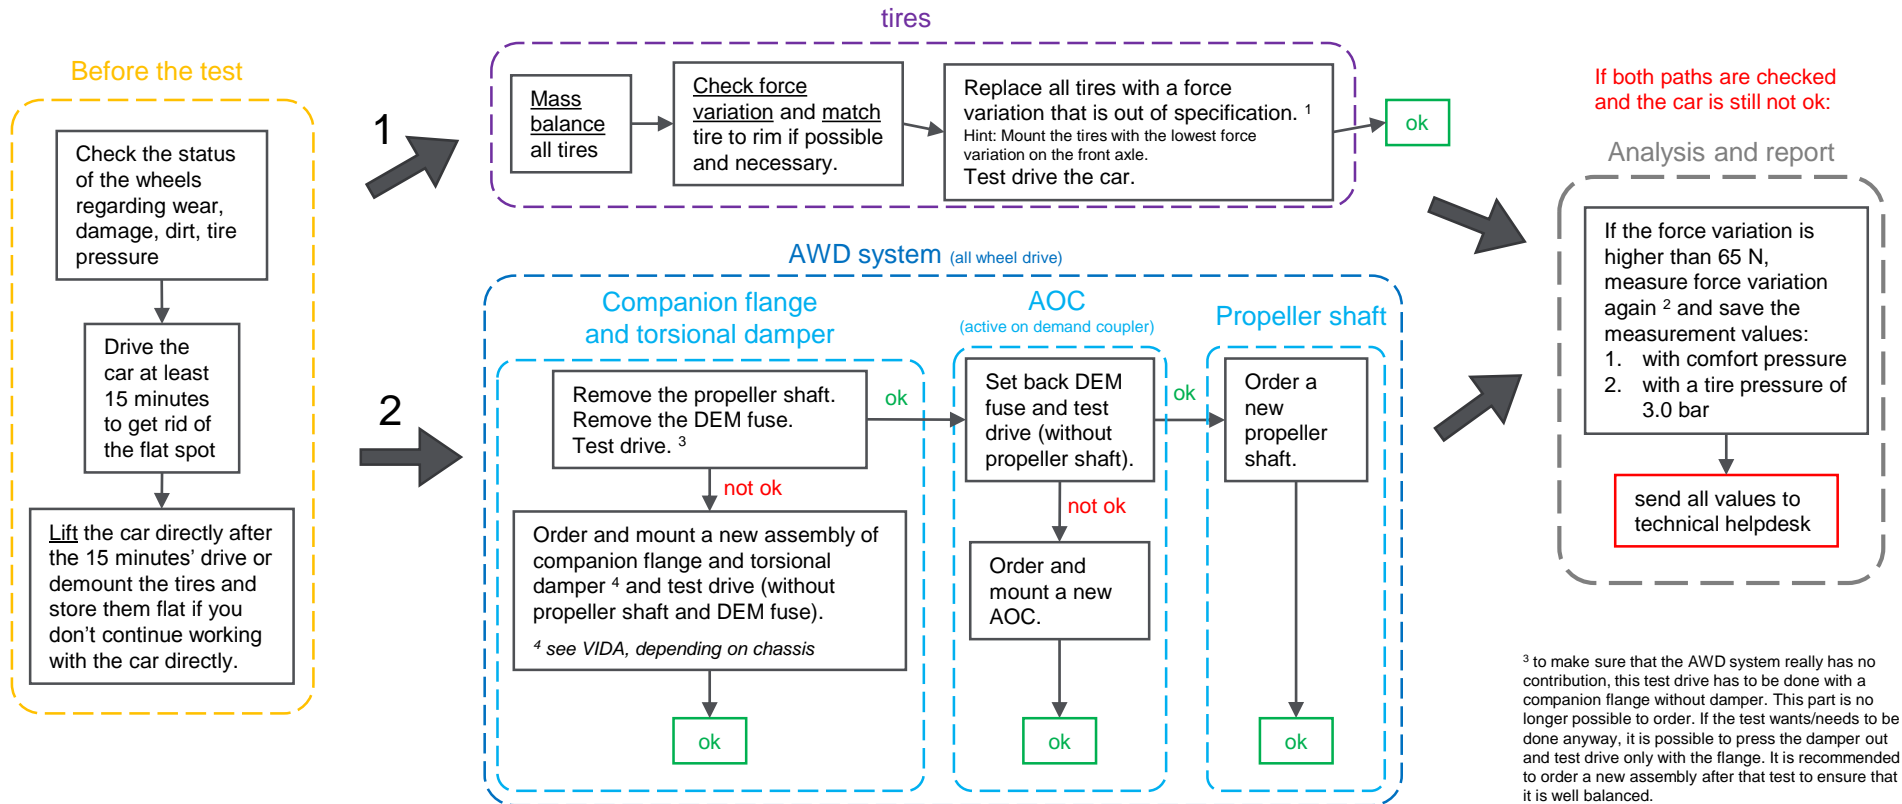 tires
Before the test
Check the status
of the wheels
regarding wear,
damage, dirt, tire
pressure
Drive the
car at least
15 minutes
to get rid of
the flat spot
Lift the car directly after
the 15 minutes’ drive or
demount the tires and
store them flat if you
don’t continue working
with the car directly.
1
Mass
balance
all tires
Check force
variation and match
tire to rim if possible
and necessary.
Replace all tires with a force
variation that is out of specification. ¹
Hint: Mount the tires with the lowest force
variation on the front axle.
Test drive the car.
ok
2
AWD system (all wheel drive)
Companion flange
and torsional damper
Remove the propeller shaft.
Remove the DEM fuse.
Test drive. ³
ok
not ok
Order and mount a new assembly of
companion flange and torsional
damper ⁴ and test drive (without
propeller shaft and DEM fuse).
⁴ see VIDA, depending on chassis
ok
AOC
(active on demand coupler)
Set back DEM
fuse and test
drive (without
propeller shaft).
ok
not ok
Order and
mount a new
AOC.
ok
Propeller shaft
Order a
new
propeller
shaft.
ok
If both paths are checked
and the car is still not ok:
Analysis and report
If the force variation is
higher than 65 N,
measure force variation
again ² and save the
measurement values:
1. with comfort pressure
2. with a tire pressure of
3.0 bar
send all values to
technical helpdesk
³ to make sure that the AWD system really has no
contribution, this test drive has to be done with a
companion flange without damper. This part is no
longer possible to order. If the test wants/needs to be
done anyway, it is possible to press the damper out
and test drive only with the flange. It is recommended
to order a new assembly after that test to ensure that
it is well balanced.